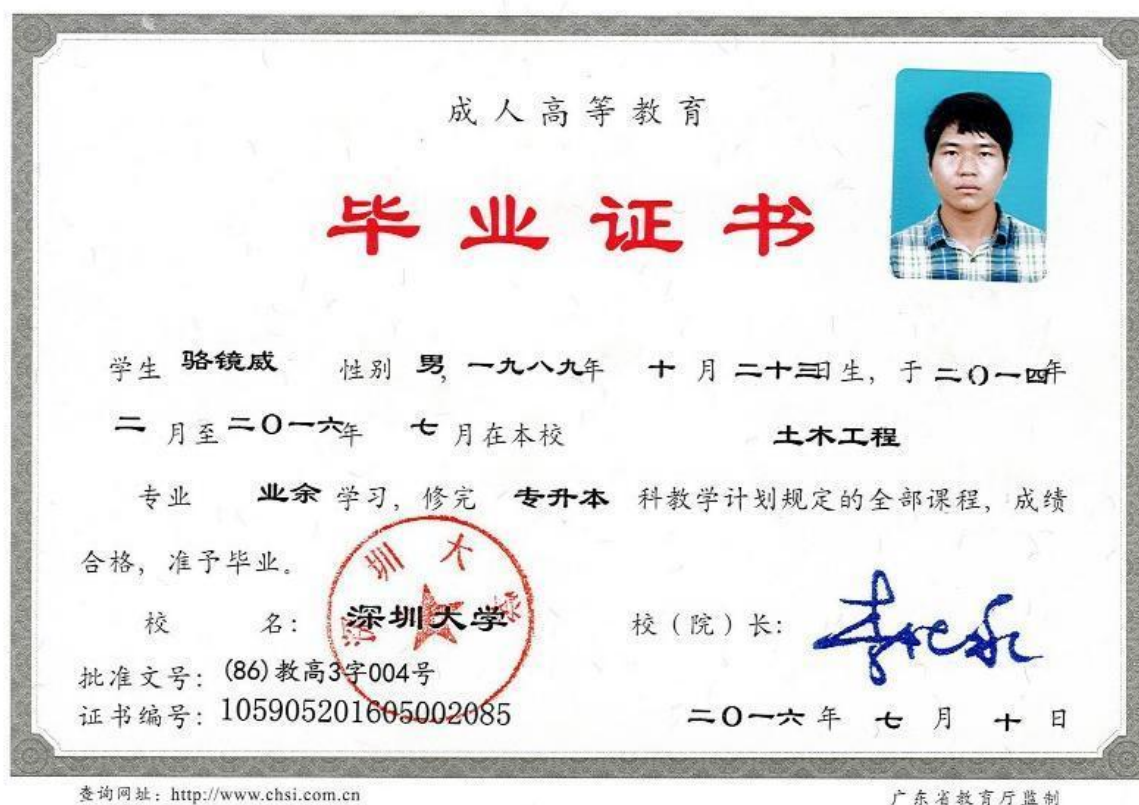 成人高等教育
毕业证书
学生 骆镜威 性别 男, 一九八九年 十 月 二十三日生, 于 二〇一四年
二 月至 二〇一六年 七 月在本校 土木工程
专业 业余 学习, 修完 专升本 科教学计划规定的全部课程, 成绩
合格, 准予毕业。
深圳大学
校 名: 深圳大学 校(院)长:
批准文号: (86)教高3字004号
证书编号: 105905201605002085 二〇一六 年 七 月 十 日
查询网址: http://www.chsi.com.cn 广东省教育厅监制